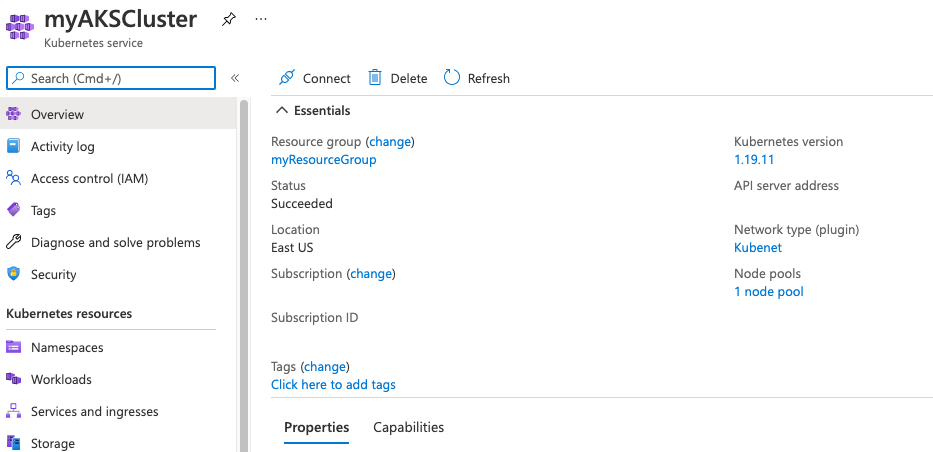 myAKSCluster
Kubernetes service
Search (Cmd+/)
«
Overview
Activity log
Access control (IAM)
Tags
Diagnose and solve problems
Security
Kubernetes resources
Namespaces
Workloads
Services and ingresses
Storage
Connect Delete Refresh
Essentials
Resource group (change)
myResourceGroup
Status
Succeeded
Location
East US
Subscription (change)
Subscription ID
Tags (change)
Click here to add tags
Kubernetes version
1.19.11
API server address
Network type (plugin)
Kubenet
Node pools
1 node pool
Properties Capabilities